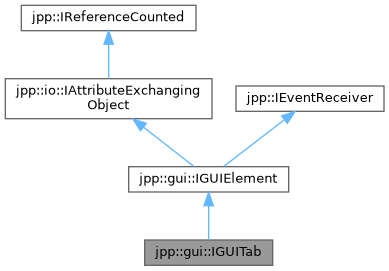 jpp::IReferenceCounted
jpp::io::IAttributeExchanging
Object
jpp::IEventReceiver
jpp::gui::IGUIElement
jpp::gui::IGUITab